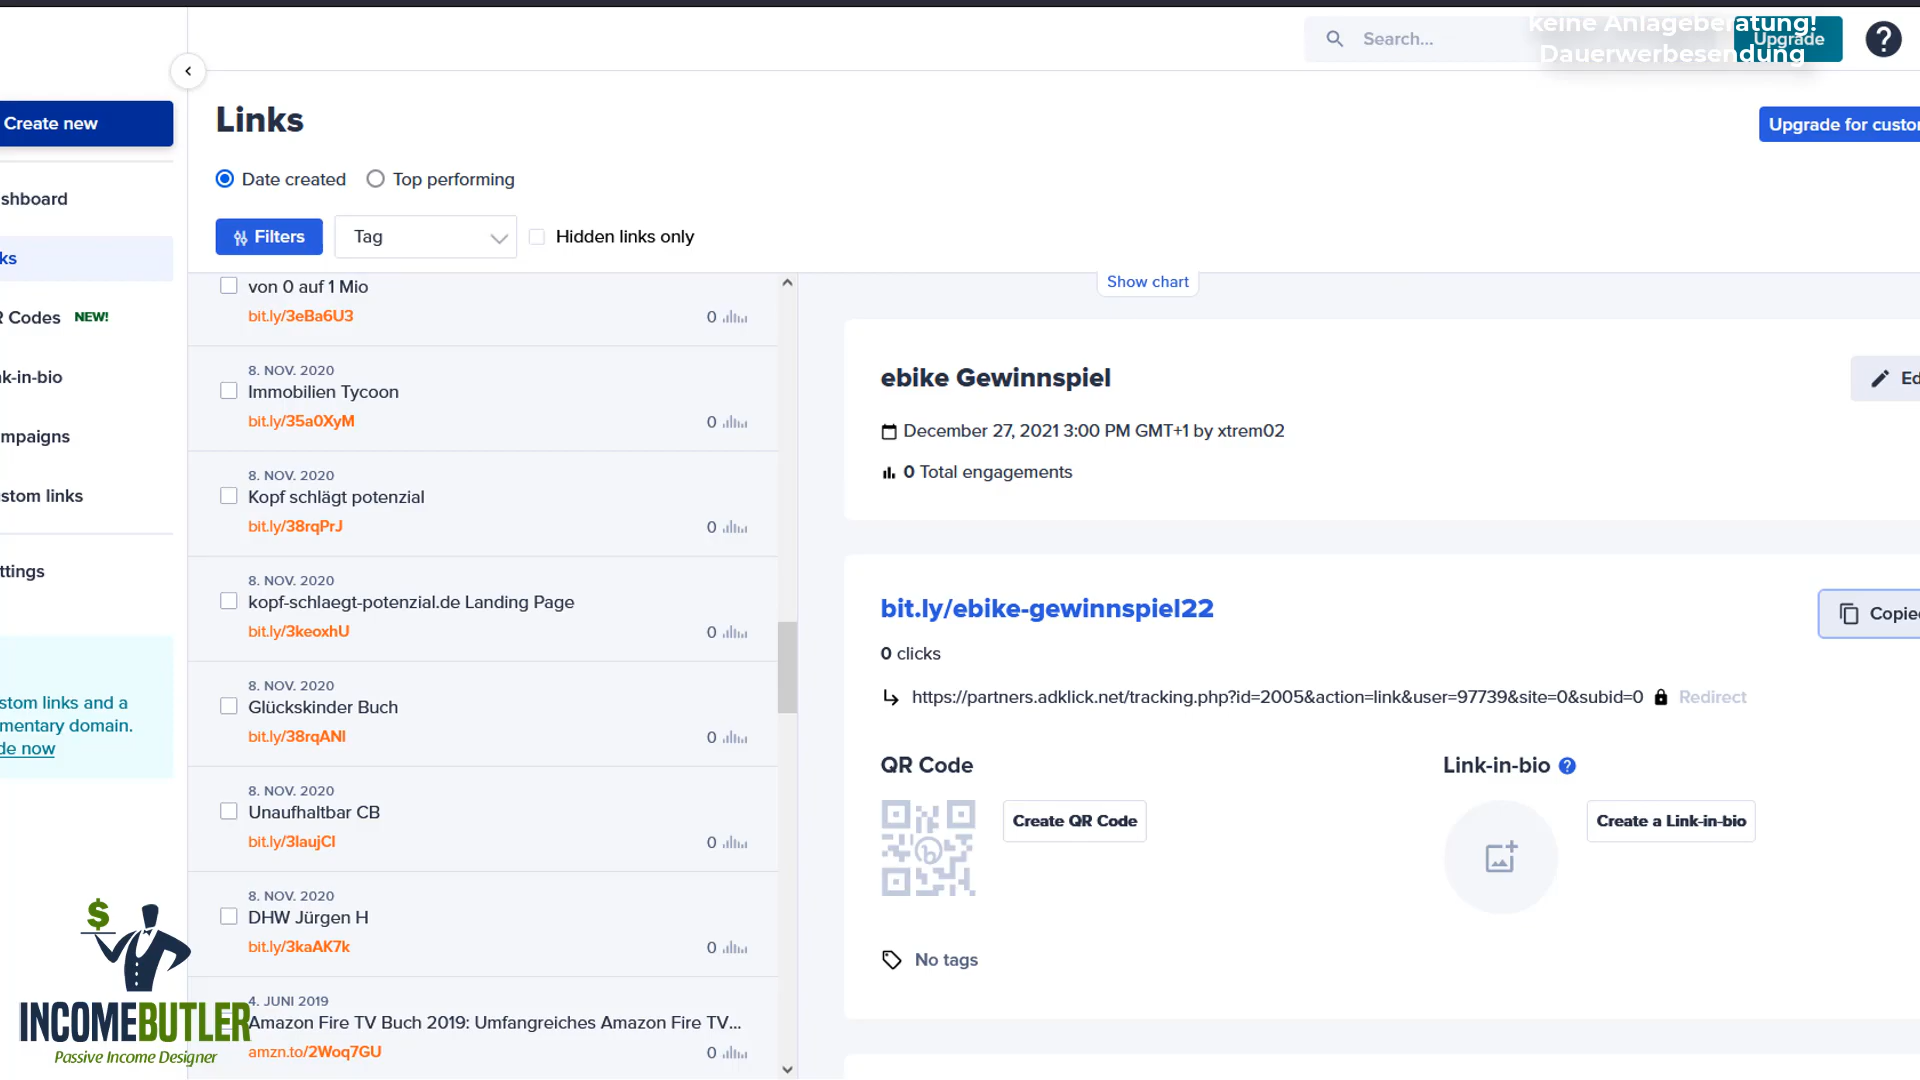 keine Anlageberatung!
Dauerwerbesendung
Search...
Upgrade
?
Create new
Links
Upgrade for custo
Date created
Top performing
shboard
Filters
Tag
Hidden links only
ks
R Codes NEW!
k-in-bio
mpaigns
stom links
ttings
stom links and a
mentary domain.
de now
von 0 auf 1 Mio
bit.ly/3eBa6U3
0
8. NOV. 2020
Immobilien Tycoon
bit.ly/35a0XyM
0
8. NOV. 2020
Kopf schlägt potenzial
bit.ly/38rqPrJ
0
8. NOV. 2020
kopf-schlaegt-potenzial.de Landing Page
bit.ly/3keoxhU
0
8. NOV. 2020
Glückskinder Buch
bit.ly/38rqANl
0
8. NOV. 2020
Unaufhaltbar CB
bit.ly/3laujCl
0
8. NOV. 2020
DHW Jürgen H
bit.ly/3kaAK7k
0
4. JUNI 2019
Amazon Fire TV Buch 2019: Umfangreiches Amazon Fire TV...
amzn.to/2Woq7GU
0
Show chart
ebike Gewinnspiel
Ed
December 27, 2021 3:00 PM GMT+1 by xtrem02
0 Total engagements
bit.ly/ebike-gewinnspiel22
Copied
0 clicks
https://partners.adklick.net/tracking.php?id=2005&action=link&user=97739&site=0&subid=0 Redirect
QR Code
Create QR Code
Link-in-bio ?
Create a Link-in-bio
No tags
$
INCOMEBUTLER
Passive Income Designer